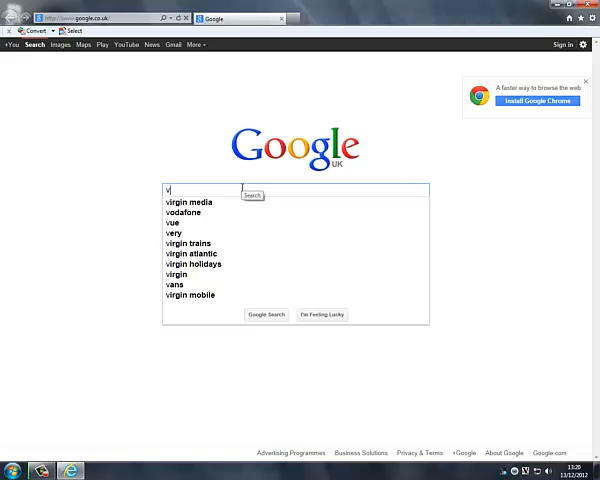 http://www.google.co.uk/
Google
Convert
Select
+You Search Images Maps Play YouTube News Gmail More
Sign in
A faster way to browse the web
Install Google Chrome
Google
UK
v
Search
virgin media
vodafone
vue
very
virgin trains
virgin atlantic
virgin holidays
virgin
vans
virgin mobile
Google Search I'm Feeling Lucky
Advertising Programmes Business Solutions Privacy & Terms +Google About Google Google.com
13:20
13/12/2012